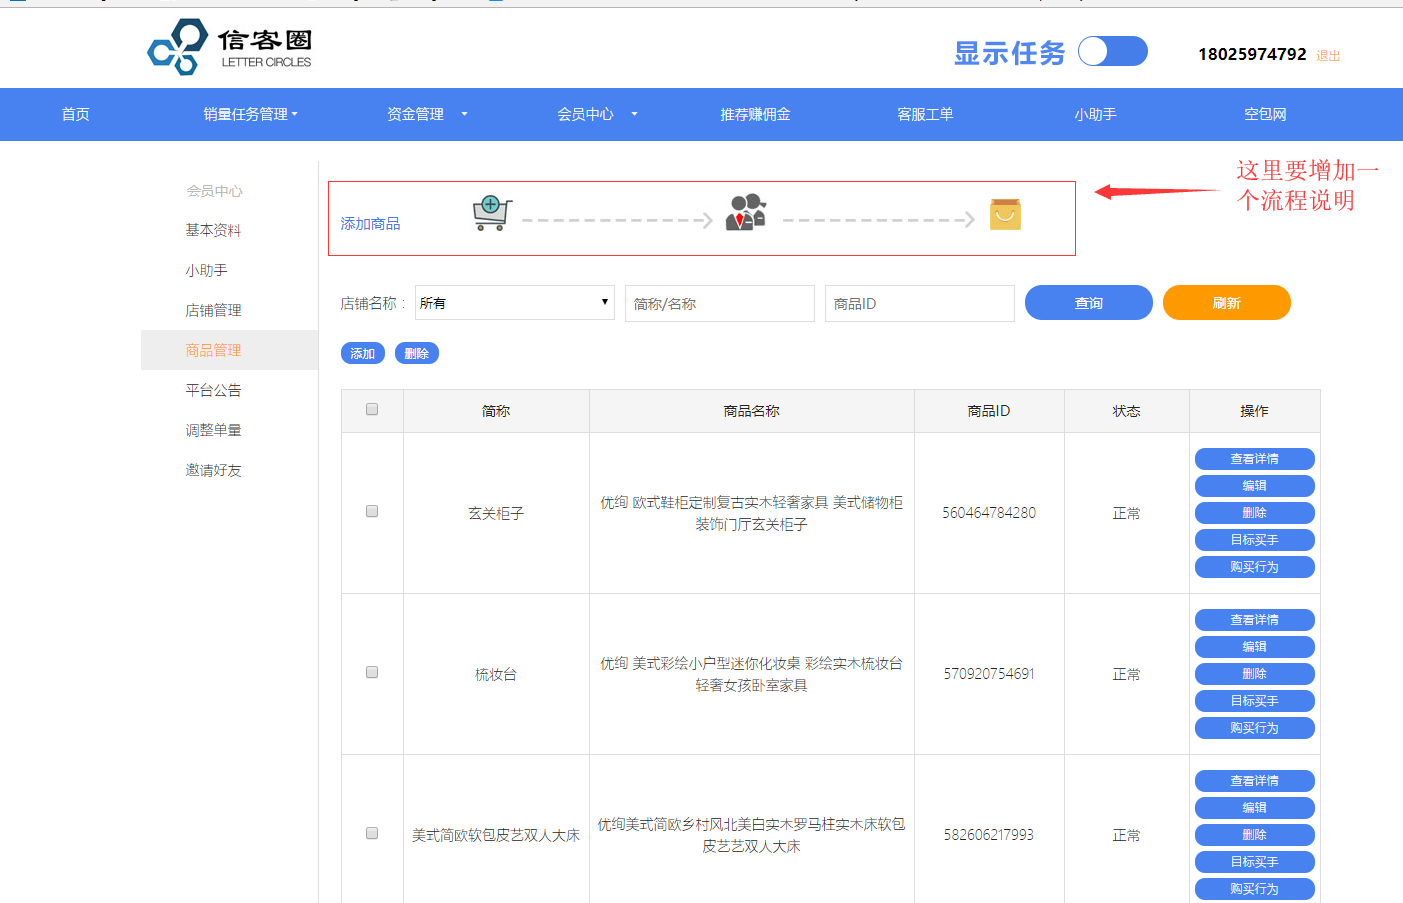 信客圈
LETTER CIRCLES
显示任务
18025974792 退出
首页 销量任务管理 资金管理 会员中心 推荐赚佣金 客服工单 小助手 空包网
这里要增加一
个流程说明
会员中心
基本资料
小助手
店铺管理
商品管理
平台公告
调整单量
邀请好友
添加商品
店铺名称： 所有 简称/名称 商品ID 查询 刷新
添加 删除
简称 商品名称 商品ID 状态 操作
玄关柜子
优绚 欧式鞋柜定制复古实木轻奢家具 美式储物柜
装饰门厅玄关柜子
560464784280
正常
查看详情
编辑
删除
目标买手
购买行为
梳妆台
优绚 美式彩绘小户型迷你化妆桌 彩绘实木梳妆台
轻奢女孩卧室家具
570920754691
正常
查看详情
编辑
删除
目标买手
购买行为
美式简欧软包皮艺双人大床
优绚美式简欧乡村风北美白实木罗马柱实木床软包
皮艺艺双人大床
582606217993
正常
查看详情
编辑
删除
目标买手
购买行为